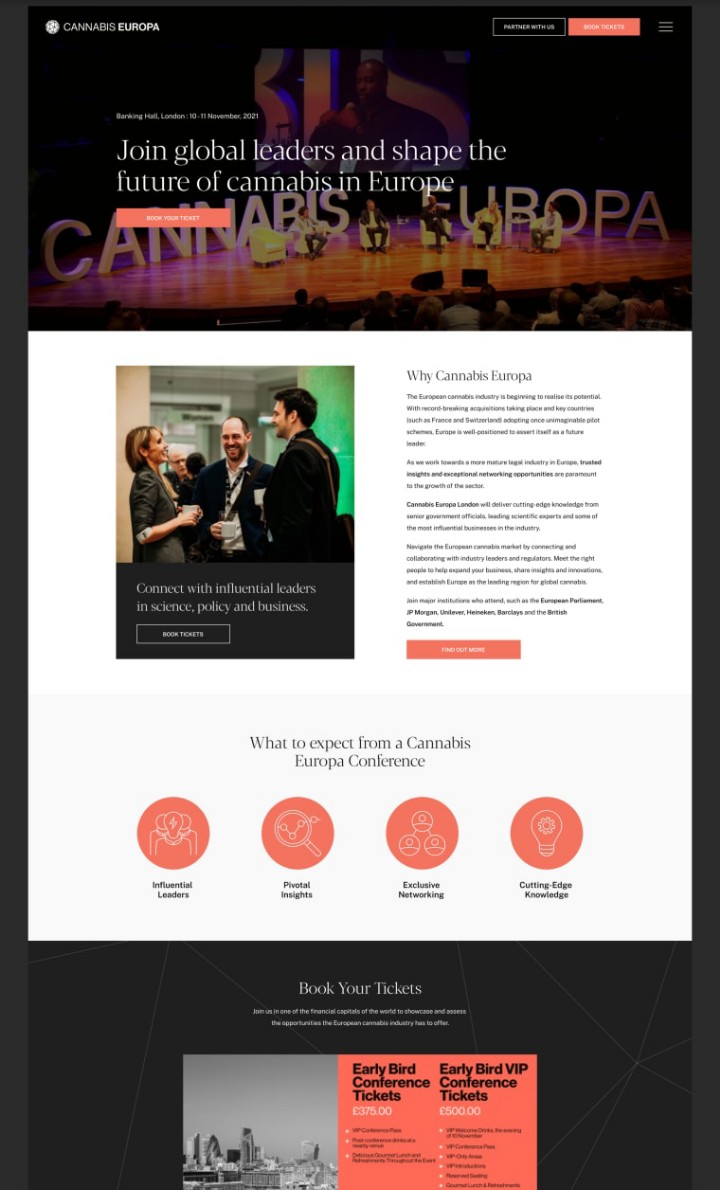 CANNABIS EUROPA
PARTNER WITH US
BOOK TICKETS
Banking Hall, London : 10 - 11 November, 2021
Join global leaders and shape the
future of cannabis in Europe
BOOK YOUR TICKET
CANNABIS EUROPA
Women
Connect with influential leaders
in science, policy and business.
BOOK TICKETS
Why Cannabis Europa
The European cannabis industry is beginning to realise its potential.
With record-breaking acquisitions taking place and key countries
(such as France and Switzerland) adopting once unimaginable pilot
schemes, Europe is well-positioned to assert itself as a future
leader.
As we work towards a more mature legal industry in Europe, trusted
insights and exceptional networking opportunities are paramount
to the growth of the sector.
Cannabis Europa London will deliver cutting-edge knowledge from
senior government officials, leading scientific experts and some of
the most influential businesses in the industry.
Navigate the European cannabis market by connecting and
collaborating with industry leaders and regulators. Meet the right
people to help expand your business, share insights and innovations,
and establish Europe as the leading region for global cannabis.
Join major institutions who attend, such as the European Parliament,
JP Morgan, Unilever, Heineken, Barclays and the British
Government.
FIND OUT MORE
What to expect from a Cannabis
Europa Conference
Influential
Leaders
Pivotal
Insights
Exclusive
Networking
Cutting-Edge
Knowledge
Book Your Tickets
Join us in one of the financial capitals of the world to showcase and assess
the opportunities the European cannabis industry has to offer.
Early Bird
Conference
Tickets
£375.00
VIP Conference Pass
Post-conference drinks at a
nearby venue
Delicious Gourmet Lunch and
Refreshments Throughout the Event
Early Bird VIP
Conference
Tickets
£500.00
VIP Welcome Drinks, the evening
of 10 November
VIP Conference Pass
VIP-Only Areas
VIP Introductions
Reserved Seating
Gourmet Lunch & Refreshments